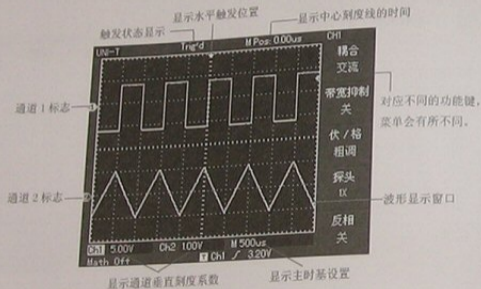 显示水平触发位置
触发状态显示
显示中心刻度线的时间
UNI-T Trig'd M Pos: 0.00us CH1
耦合
交流
带宽抑制
关
伏/格
粗调
探头
1X
反相
关
通道1标志
对应不同的功能键，
菜单会有所不同。
通道2标志
波形显示窗口
Ch1 5.00V Ch2 100V M 500us
Math Off T Ch1 3.20V
显示通道垂直刻度系数
显示主时基设置